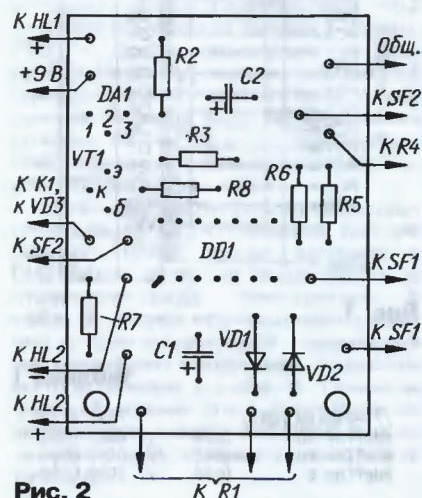 К HL1
+
+9 В
DA1
1 2 3
VT1
э
к
б
К К1,
к VD3
К SF2
R7
К HL2
К HL2
+
R2
C2
+
R3
R8
R6
R5
DD1
C1
+
VD1
VD2
Общ.
К SF2
К R4
К SF1
К SF1
К R1
Рис. 2